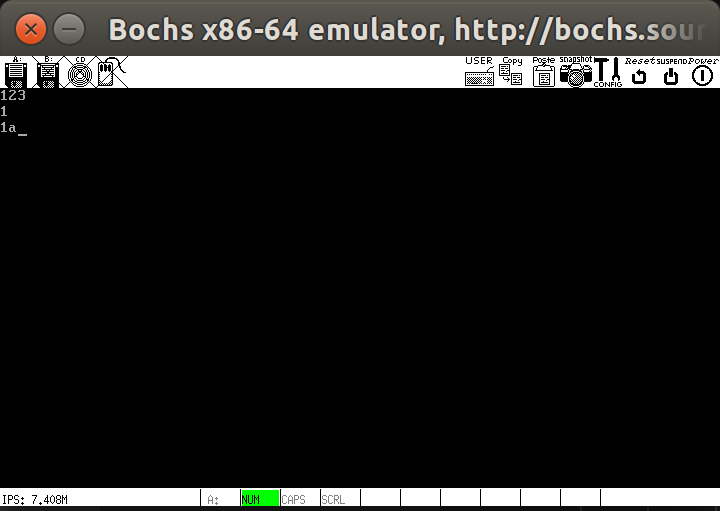 Bochs x86-64 emulator, http://bochs.sour
A: B: CD USER Copy Paste snapshot CONFIG Reset SUSPEND Power
123
1
1a_
IPS: 7.408M A: NUM CAPS SCRL